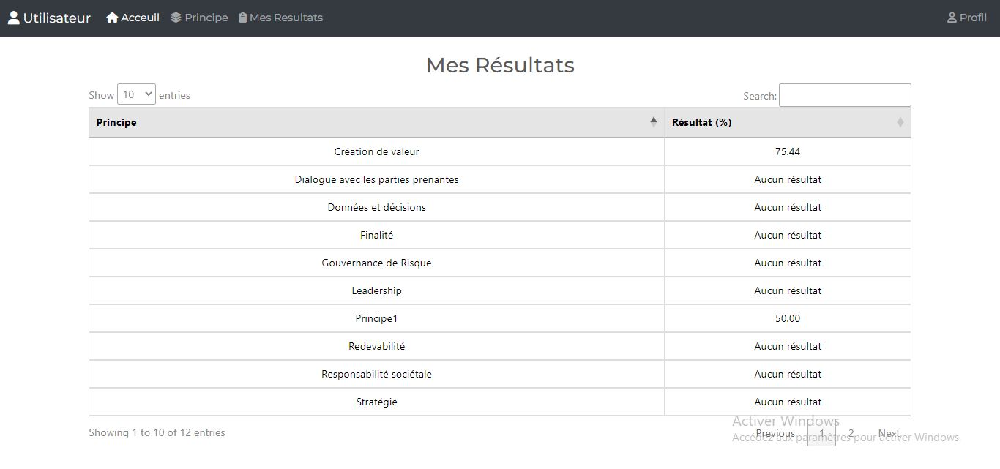 Utilisateur Acceuil Principe Mes Resultats Profil
Mes Résultats
Show 10 entries Search:
Principe Résultat (%)
Création de valeur 75.44
Dialogue avec les parties prenantes Aucun résultat
Données et décisions Aucun résultat
Finalité Aucun résultat
Gouvernance de Risque Aucun résultat
Leadership Aucun résultat
Principe1 50.00
Redevabilité Aucun résultat
Responsabilité sociétale Aucun résultat
Stratégie Aucun résultat
Showing 1 to 10 of 12 entries Previous 1 2 Next
Activer Windows
Accédez aux paramètres pour activer Windows.